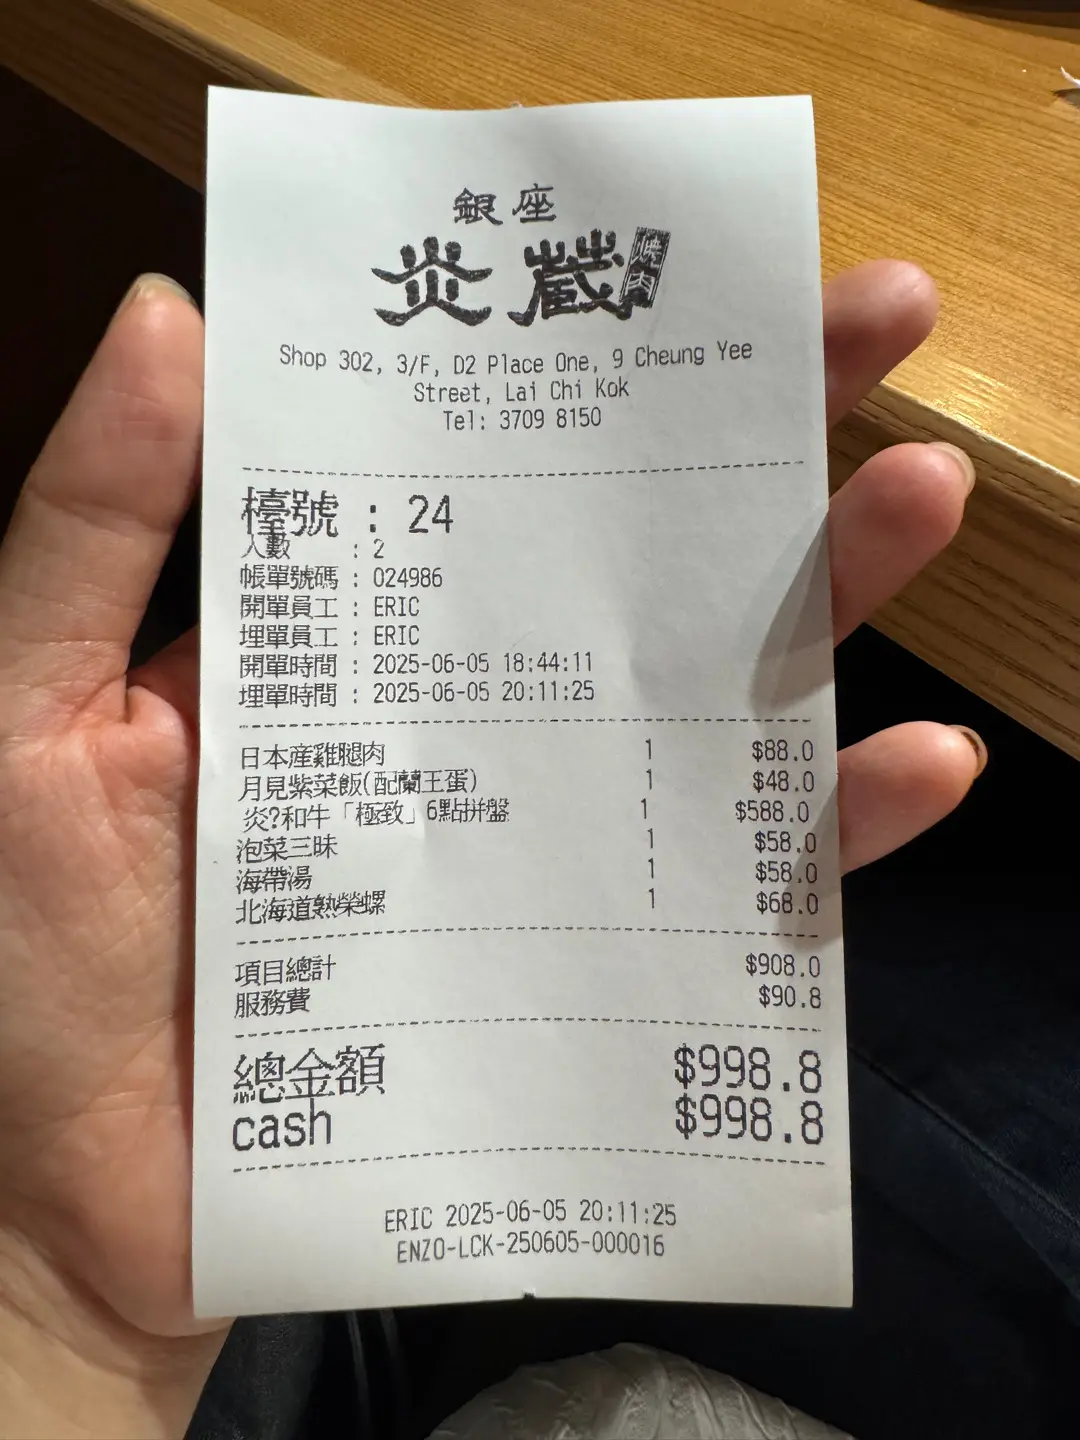 銀座
炎蔵 焼肉
Shop 302, 3/F, D2 Place One, 9 Cheung Yee
Street, Lai Chi Kok
Tel: 3709 8150
檯號 : 24
人數 : 2
帳單號碼 : 024986
開單員工 : ERIC
埋單員工 : ERIC
開單時間 : 2025-06-05 18:44:11
埋單時間 : 2025-06-05 20:11:25
日本産雞腿肉 1 $88.0
月見紫菜飯(配蘭王蛋) 1 $48.0
炎?和牛「極致」6點拼盤 1 $588.0
泡菜三昧 1 $58.0
海帶湯 1 $58.0
北海道熟榮螺 1 $68.0
項目總計 $908.0
服務費 $90.8
總金額 $998.8
cash $998.8
ERIC 2025-06-05 20:11:25
ENZO-LCK-250605-000016